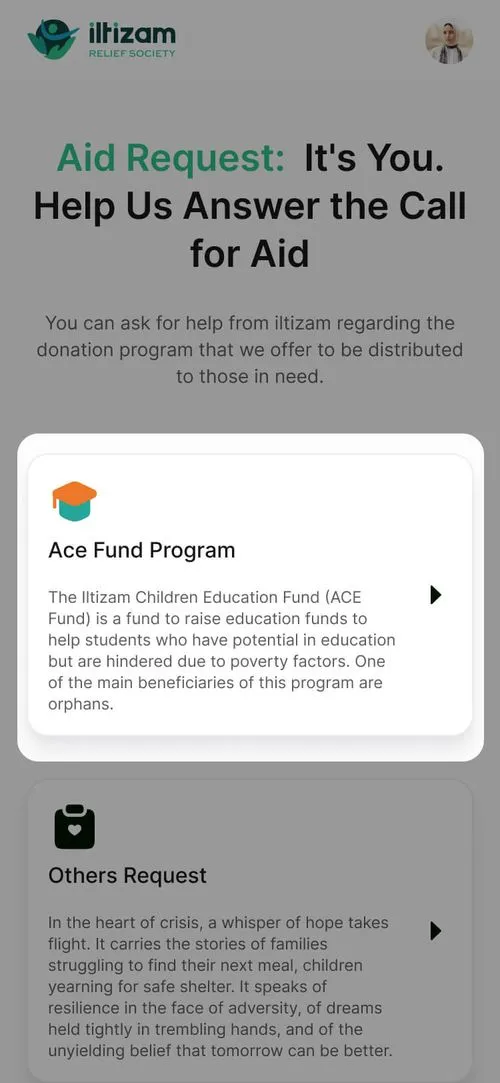 iltizam
RELIEF SOCIETY
Aid Request: It's You.
Help Us Answer the Call
for Aid
You can ask for help from iltizam regarding the
donation program that we offer to be distributed
to those in need.
Ace Fund Program
The Iltizam Children Education Fund (ACE
Fund) is a fund to raise education funds to
help students who have potential in education
but are hindered due to poverty factors. One
of the main beneficiaries of this program are
orphans.
Others Request
In the heart of crisis, a whisper of hope takes
flight. It carries the stories of families
struggling to find their next meal, children
yearning for safe shelter. It speaks of
resilience in the face of adversity, of dreams
held tightly in trembling hands, and of the
unyielding belief that tomorrow can be better.